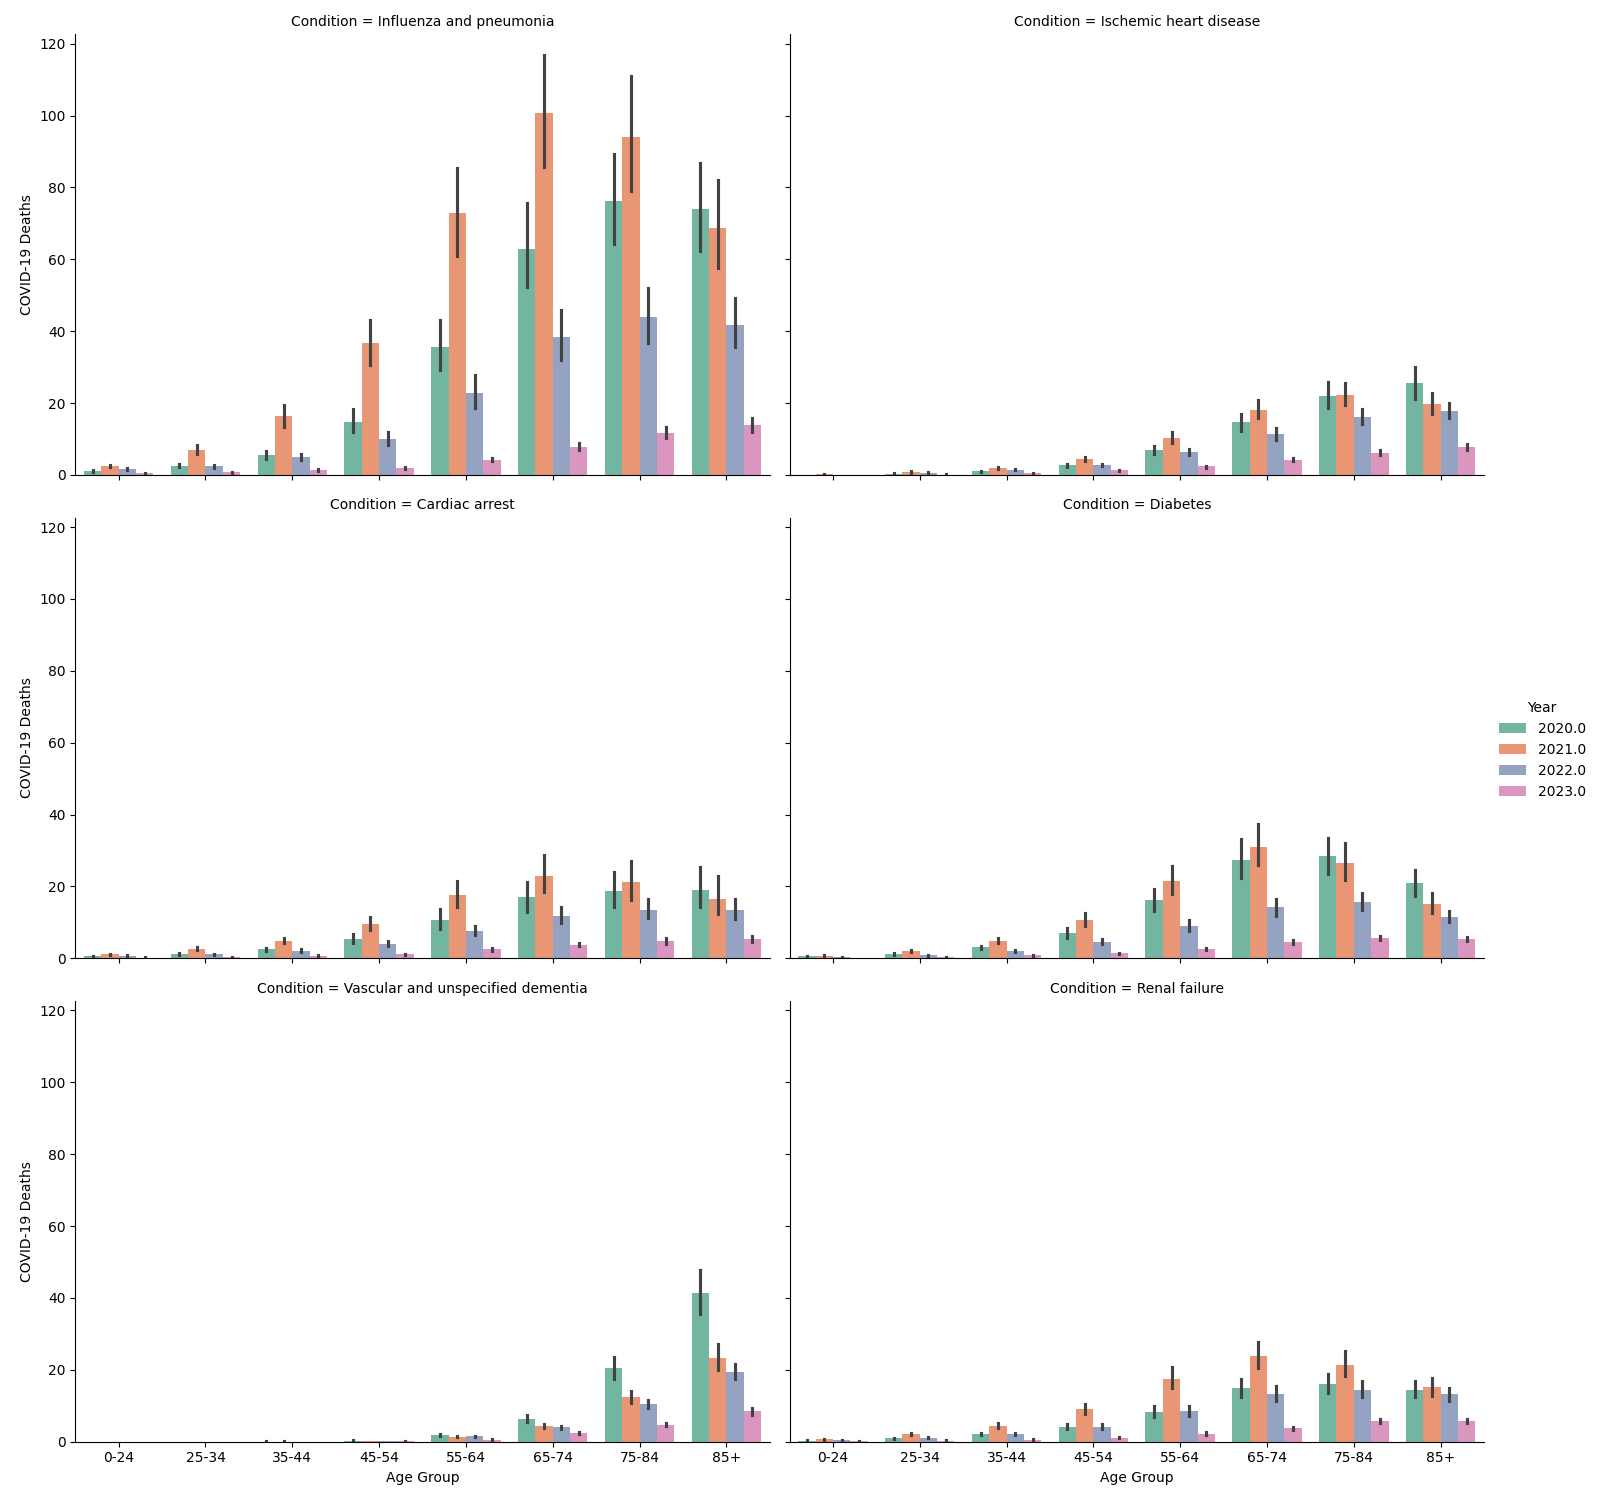 Condition = Influenza and pneumonia
Condition = Ischemic heart disease
120
100
80
60
40
20
0
COVID-19 Deaths
Condition = Cardiac arrest
Condition = Diabetes
120
100
80
60
40
20
0
COVID-19 Deaths
Year
2020.0
2021.0
2022.0
2023.0
Condition = Vascular and unspecified dementia
Condition = Renal failure
120
100
80
60
40
20
0
COVID-19 Deaths
0-24 25-34 35-44 45-54 55-64 65-74 75-84 85+
Age Group
0-24 25-34 35-44 45-54 55-64 65-74 75-84 85+
Age Group